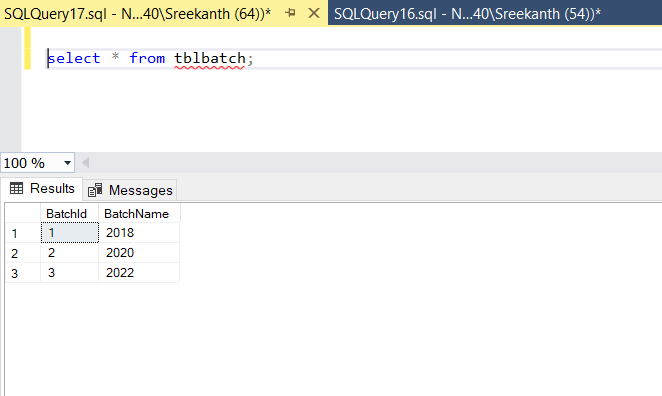 SQLQuery17.sql - N...40\Sreekanth (64))* SQLQuery16.sql - N...40\Sreekanth (54))*
select * from tblbatch;
100 %
Results Messages
BatchId BatchName
1 1 2018
2 2 2020
3 3 2022